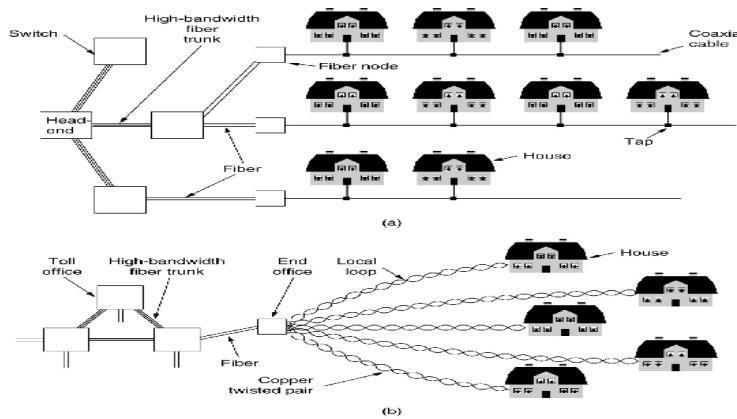 Switch
High-bandwidth
fiber
trunk
Fiber node
Coaxial
cable
Head-
end
Tap
Fiber
House
(a)
Toll
office
High-bandwidth
fiber trunk
End
office
Local
loop
House
Fiber
Copper
twisted pair
(b)